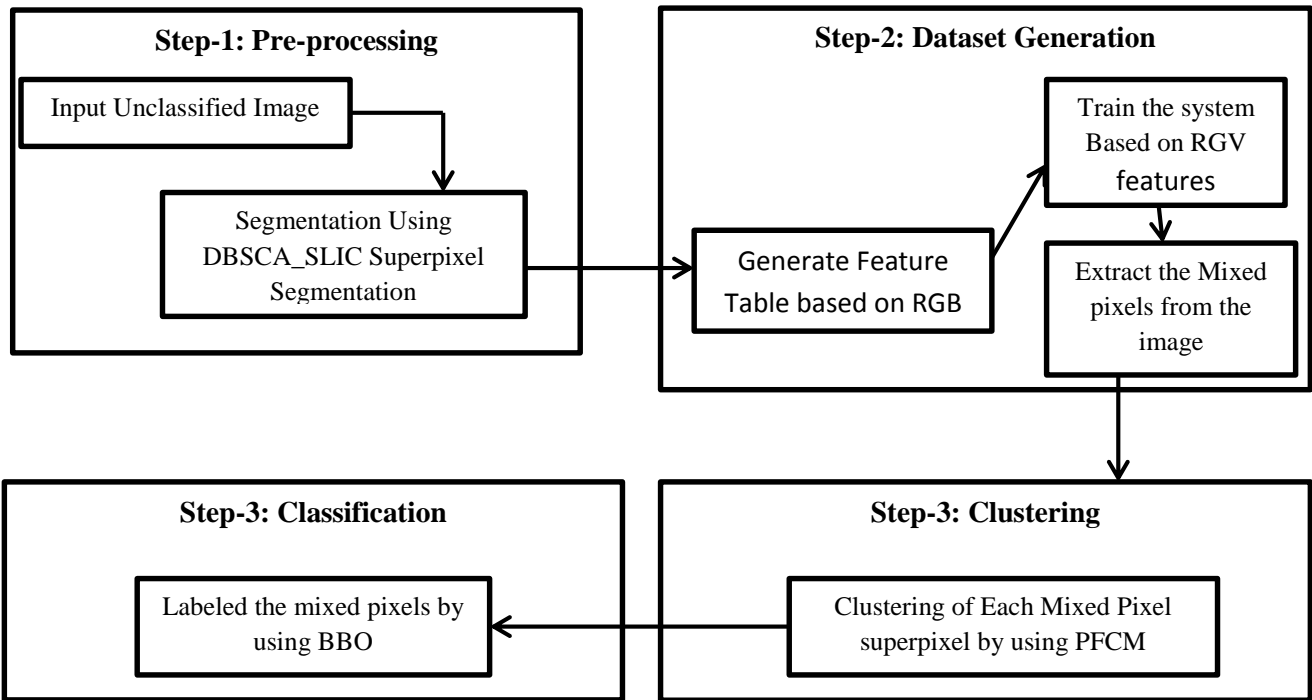 Step-1: Pre-processing
Input Unclassified Image
Segmentation Using
DBSCA_SLIC Superpixel
Segmentation
Step-2: Dataset Generation
Generate Feature
Table based on RGB
Train the system
Based on RGV
features
Extract the Mixed
pixels from the
image
Step-3: Clustering
Clustering of Each Mixed Pixel
superpixel by using PFCM
Step-3: Classification
Labeled the mixed pixels by
using BBO